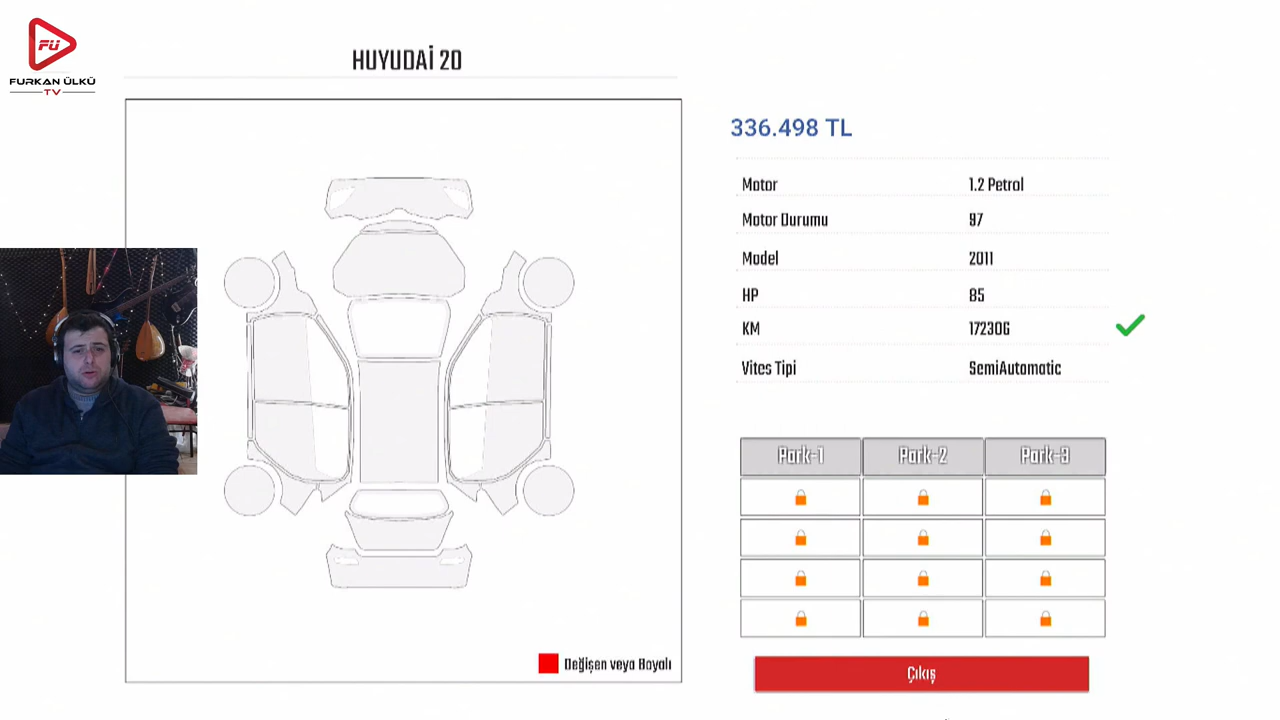 FU
FURKAN ÜLKÜ
TV
HUYUDAİ 20
336.498 TL
Motor 1.2 Petrol
Motor Durumu 97
Model 2011
HP 85
KM 172306
Vites Tipi SemiAutomatic
Park-1 Park-2 Park-3
Değişen veya Boyalı
Çıkış